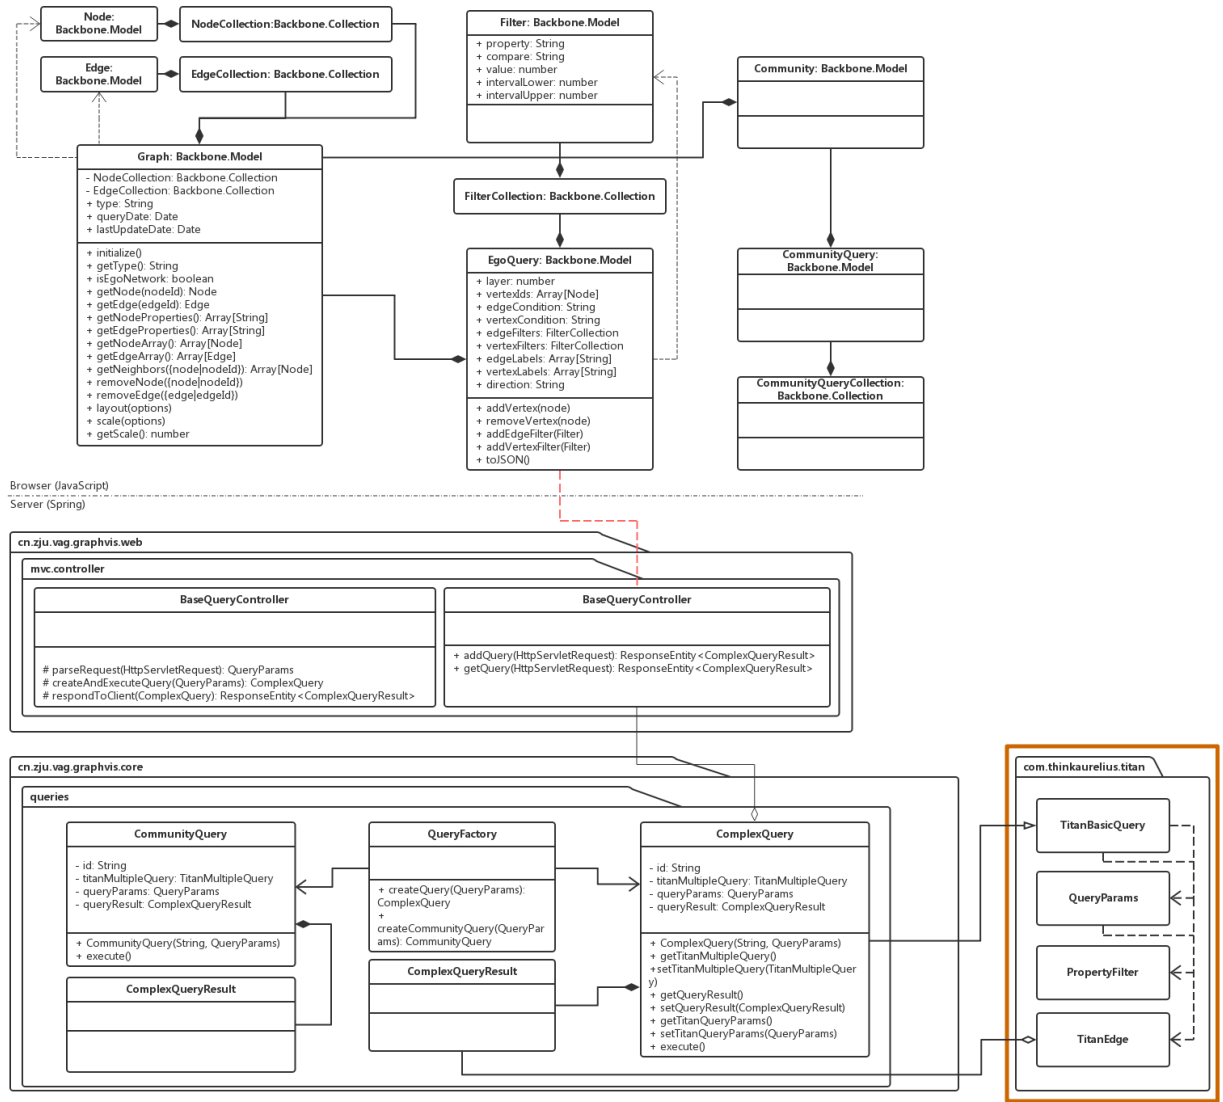 Node:
Backbone.Model
NodeCollection:Backbone.Collection
Edge:
Backbone.Model
EdgeCollection: Backbone.Collection
Graph: Backbone.Model
- NodeCollection: Backbone.Collection
- EdgeCollection: Backbone.Collection
+ type: String
+ queryDate: Date
+ lastUpdateDate: Date
+ initialize()
+ getType(): String
+ isEgoNetwork: boolean
+ getNode(nodeId): Node
+ getEdge(edgeId): Edge
+ getNodeProperties(): Array[String]
+ getEdgeProperties(): Array[String]
+ getNodeArray(): Array[Node]
+ getEdgeArray(): Array[Edge]
+ getNeighbors({node|nodeId}): Array[Node]
+ removeNode({node|nodeId})
+ removeEdge({edge|edgeId})
+ layout(options)
+ scale(options)
+ getScale(): number
Filter: Backbone.Model
+ property: String
+ compare: String
+ value: number
+ intervalLower: number
+ intervalUpper: number
FilterCollection: Backbone.Collection
EgoQuery: Backbone.Model
+ layer: number
+ vertexIds: Array[Node]
+ edgeCondition: String
+ vertexCondition: String
+ edgeFilters: FilterCollection
+ vertexFilters: FilterCollection
+ edgeLabels: Array[String]
+ vertexLabels: Array[String]
+ direction: String
+ addVertex(node)
+ removeVertex(node)
+ addEdgeFilter(Filter)
+ addVertexFilter(Filter)
+ toJSON()
Community: Backbone.Model
CommunityQuery:
Backbone.Model
CommunityQueryCollection:
Backbone.Collection
Browser (JavaScript)
Server (Spring)
cn.zju.vag.graphvis.web
mvc.controller
BaseQueryController
# parseRequest(HttpServletRequest): QueryParams
# createAndExecuteQuery(QueryParams): ComplexQuery
# respondToClient(ComplexQuery): ResponseEntity<ComplexQueryResult>
BaseQueryController
+ addQuery(HttpServletRequest): ResponseEntity<ComplexQueryResult>
+ getQuery(HttpServletRequest): ResponseEntity<ComplexQueryResult>
cn.zju.vag.graphvis.core
queries
CommunityQuery
- id: String
- titanMultipleQuery: TitanMultipleQuery
- queryParams: QueryParams
- queryResult: ComplexQueryResult
+ CommunityQuery(String, QueryParams)
+ execute()
ComplexQueryResult
QueryFactory
+ createQuery(QueryParams):
ComplexQuery
+
createCommunityQuery(QueryPar
ams): CommunityQuery
ComplexQueryResult
ComplexQuery
- id: String
- titanMultipleQuery: TitanMultipleQuery
- queryParams: QueryParams
- queryResult: ComplexQueryResult
+ ComplexQuery(String, QueryParams)
+ getTitanMultipleQuery()
+setTitanMultipleQuery(TitanMultipleQuer
y)
+ getQueryResult()
+ setQueryResult(ComplexQueryResult)
+ getTitanQueryParams()
+ setTitanQueryParams(QueryParams)
+ execute()
com.thinkaurelius.titan
TitanBasicQuery
QueryParams
PropertyFilter
TitanEdge